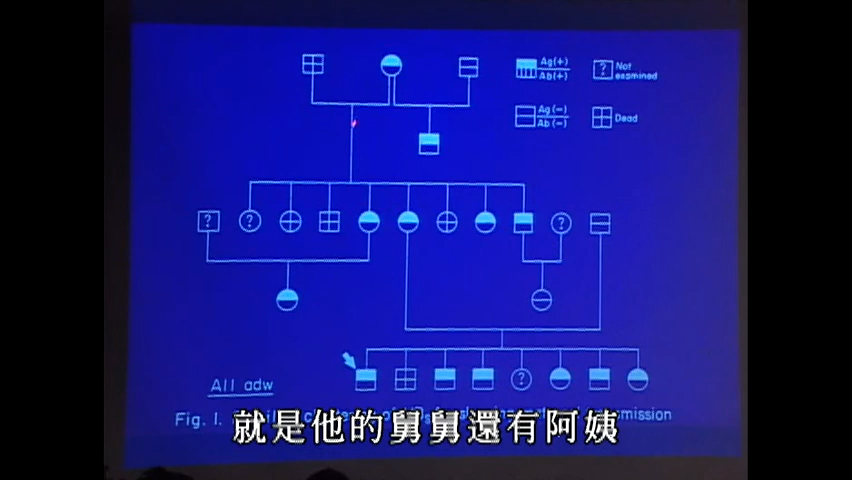 Ag(+)
Ab(+)
? Not
examined
Ag(−)
Ab(−)
Dead
? ? ?
?
All adw
Fig. 1.
就是他的舅舅還有阿姨